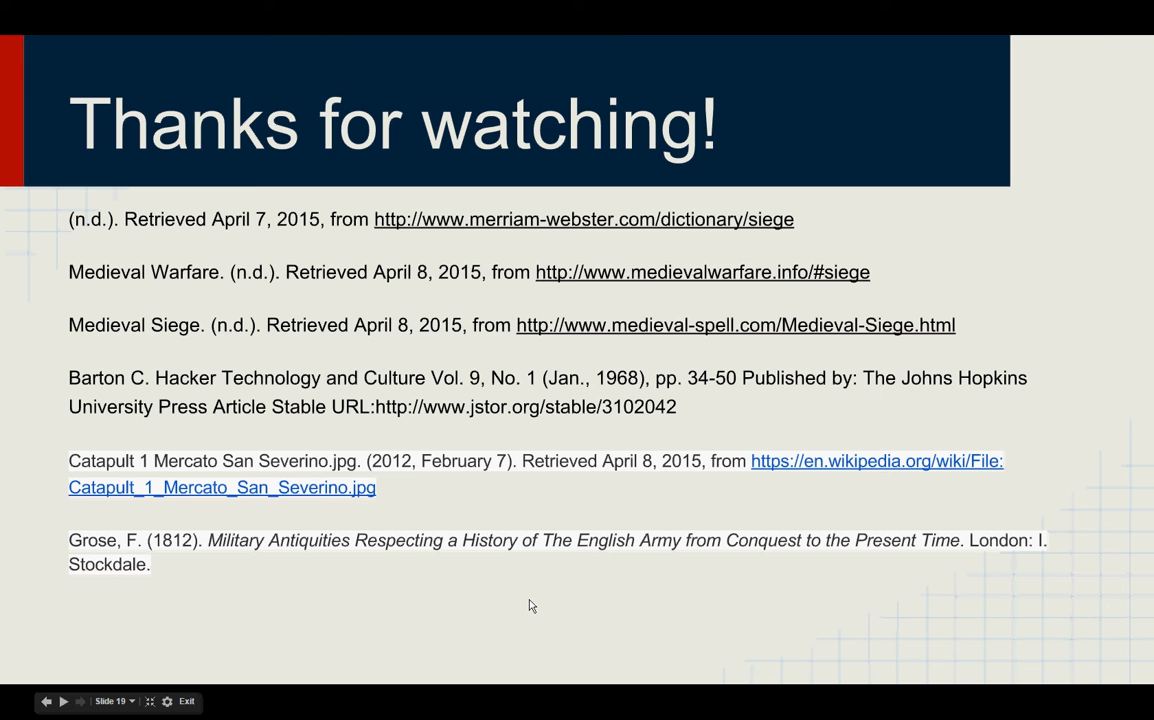 Thanks for watching!
(n.d.). Retrieved April 7, 2015, from http://www.merriam-webster.com/dictionary/siege
Medieval Warfare. (n.d.). Retrieved April 8, 2015, from http://www.medievalwarfare.info/#siege
Medieval Siege. (n.d.). Retrieved April 8, 2015, from http://www.medieval-spell.com/Medieval-Siege.html
Barton C. Hacker Technology and Culture Vol. 9, No. 1 (Jan., 1968), pp. 34-50 Published by: The Johns Hopkins
University Press Article Stable URL:http://www.jstor.org/stable/3102042
Catapult 1 Mercato San Severino.jpg. (2012, February 7). Retrieved April 8, 2015, from https://en.wikipedia.org/wiki/File:
Catapult_1_Mercato_San_Severino.jpg
Grose, F. (1812). Military Antiquities Respecting a History of The English Army from Conquest to the Present Time. London: I.
Stockdale.
Slide 19 Exit